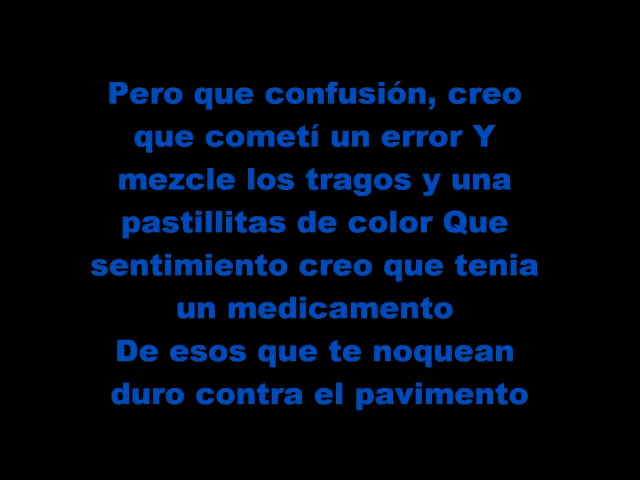 Pero que confusión, creo
que cometí un error Y
mezcle los tragos y una
pastillitas de color Que
sentimiento creo que tenia
un medicamento
De esos que te noquean
duro contra el pavimento